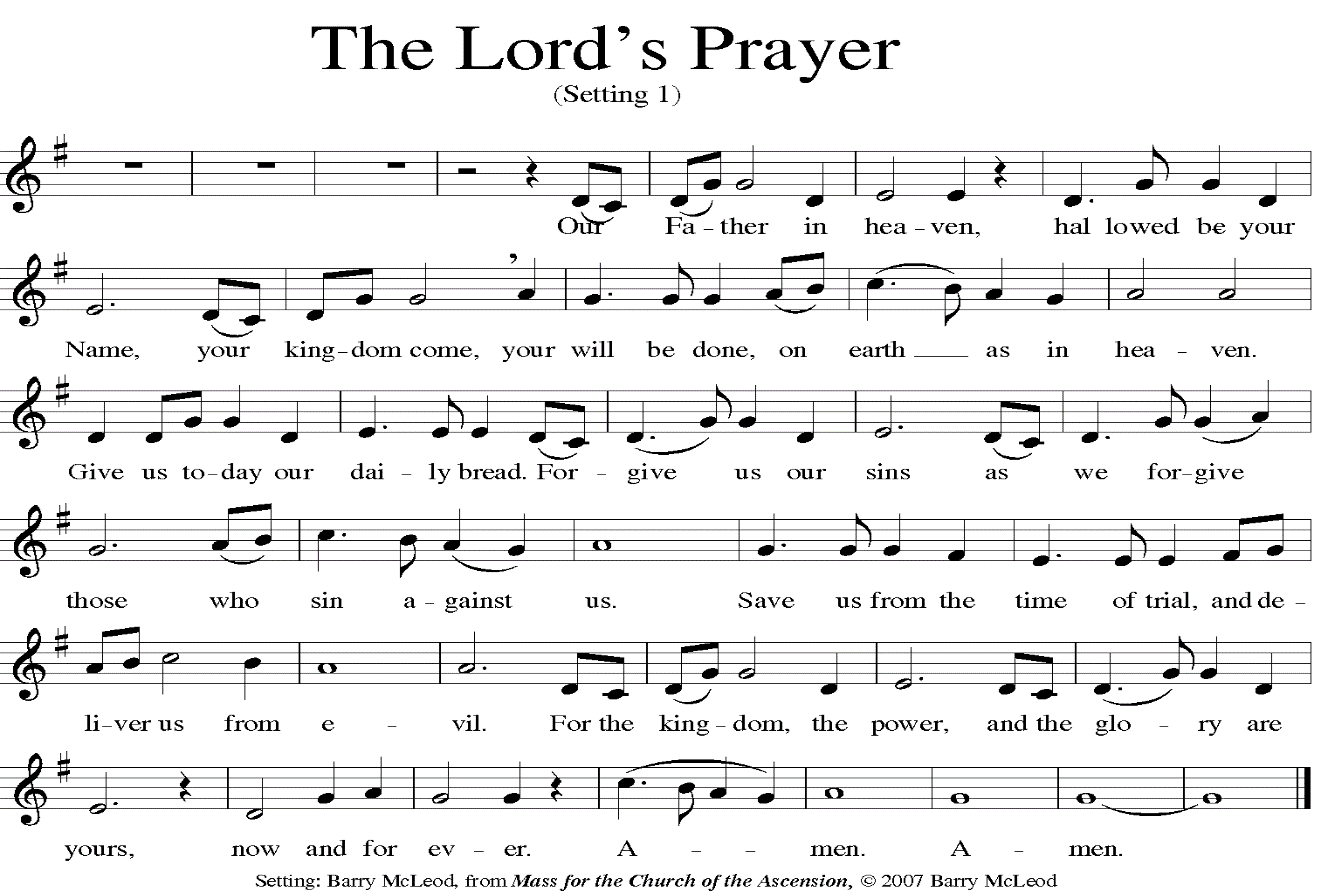 The Lord's Prayer
(Setting 1)
Our Fa - ther in hea - ven, hal lowed be your
Name, your king - dom come, your will be done, on earth ___ as in hea - ven.
Give us to - day our dai - ly bread. For - give us our sins as we for - give
those who sin a - gainst us. Save us from the time of trial, and de -
li - ver us from e - vil. For the king - dom, the power, and the glo - ry are
yours, now and for ev - er. A - - men. A - men.
Setting: Barry McLeod, from Mass for the Church of the Ascension, © 2007 Barry McLeod